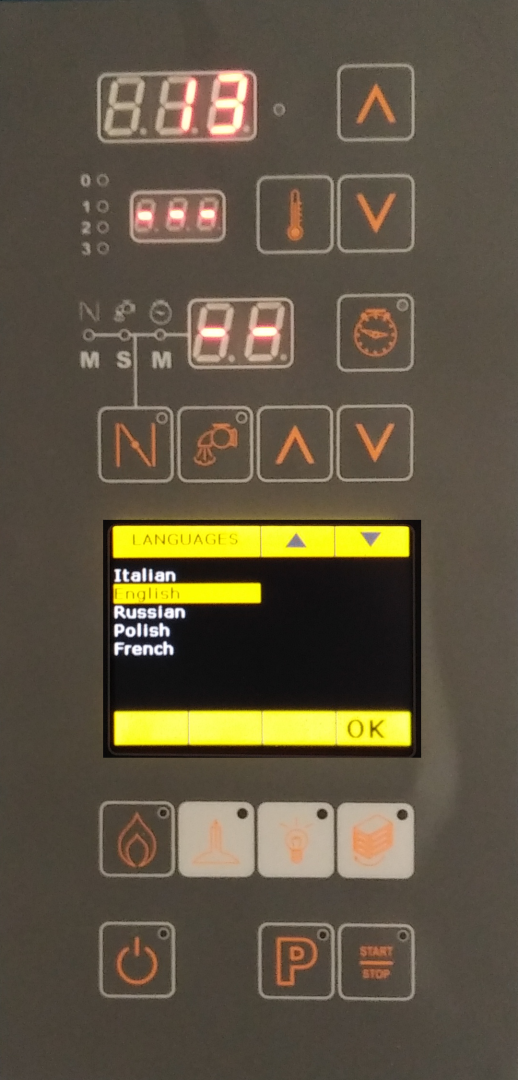 13
0
1
- - -
2
3
- -
M S M
LANGUAGES
Italian
English
Russian
Polish
French
OK
P
START
STOP